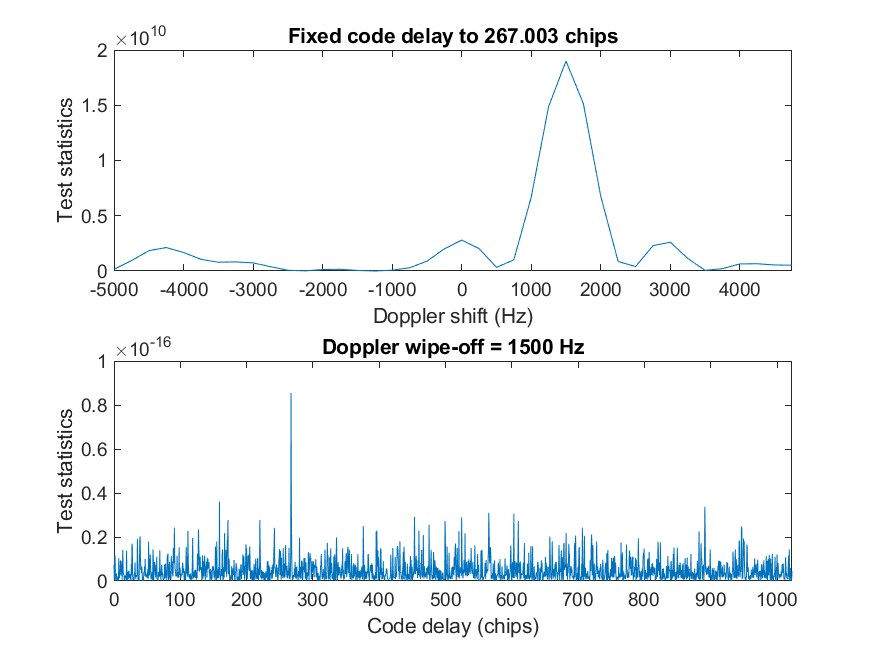 Fixed code delay to 267.003 chips
×10^10
2
1.5
1
0.5
0
Test statistics
-5000 -4000 -3000 -2000 -1000 0 1000 2000 3000 4000
Doppler shift (Hz)
Doppler wipe-off = 1500 Hz
×10^-16
1
0.8
0.6
0.4
0.2
0
Test statistics
0 100 200 300 400 500 600 700 800 900 1000
Code delay (chips)